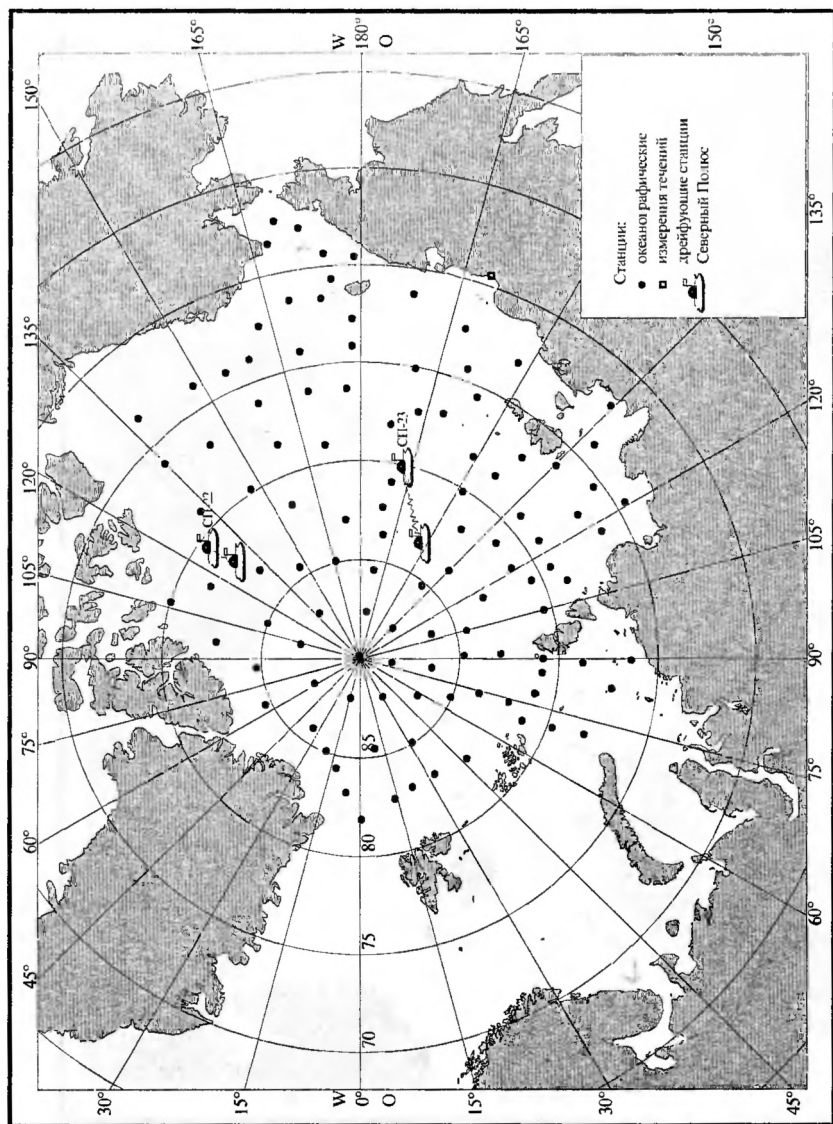 150°
165°
W
180°
O
165°
150°
135°
120°
105°
90°
75°
60°
45°
30°
15°
W
0°
O
15°
30°
45°
60°
75°
90°
105°
120°
135°
85
80
75
70
СП-22
СП-23
Станции:
океанографические
измерения течений
дрейфующие станции
Северный Полюс